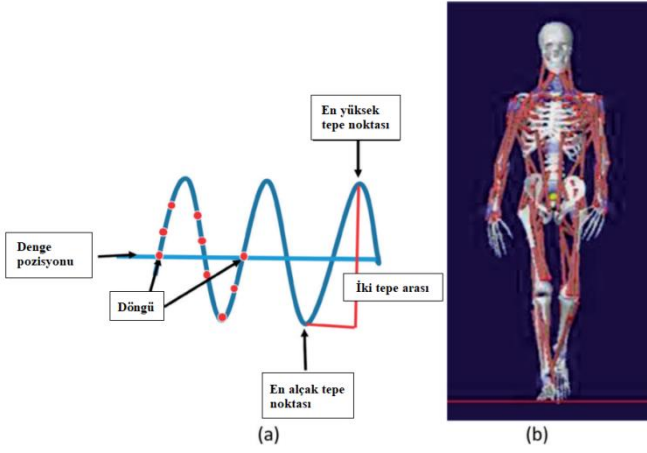 En yüksek
tepe noktası
Denge
pozisyonu
Döngü
İki tepe arası
En alçak tepe
noktası
(a)
(b)